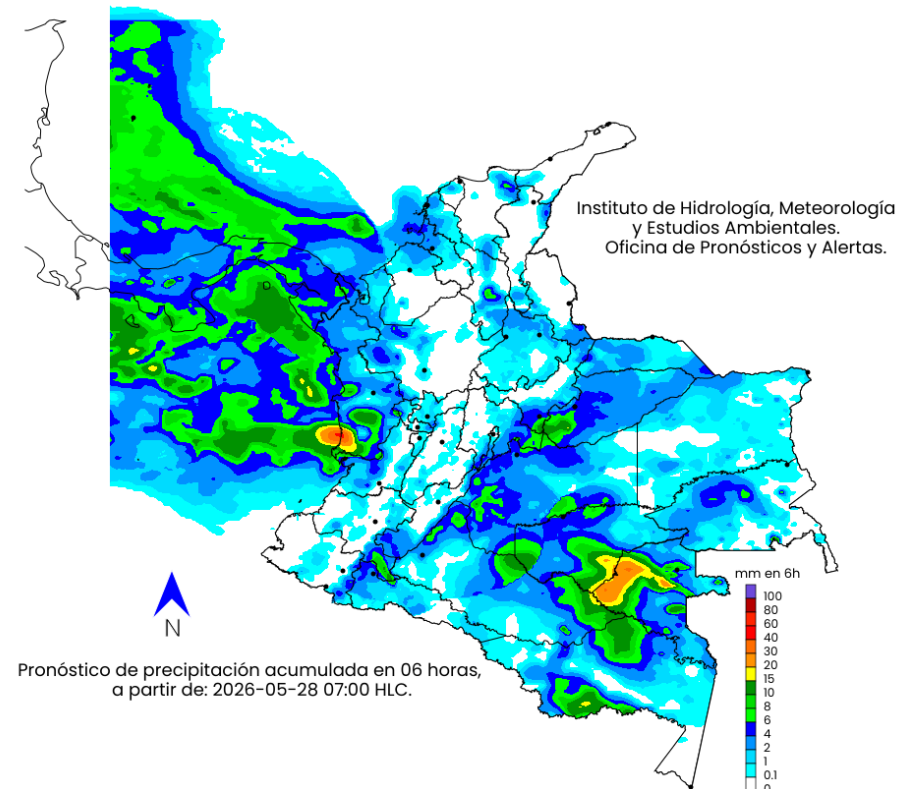 Instituto de Hidrología, Meteorología
y Estudios Ambientales.
Oficina de Pronósticos y Alertas.
mm en 6h
100
80
60
40
30
20
15
10
8
6
4
2
1
0.1
0
N
Pronóstico de precipitación acumulada en 06 horas,
a partir de: 2026-05-28 07:00 HLC.